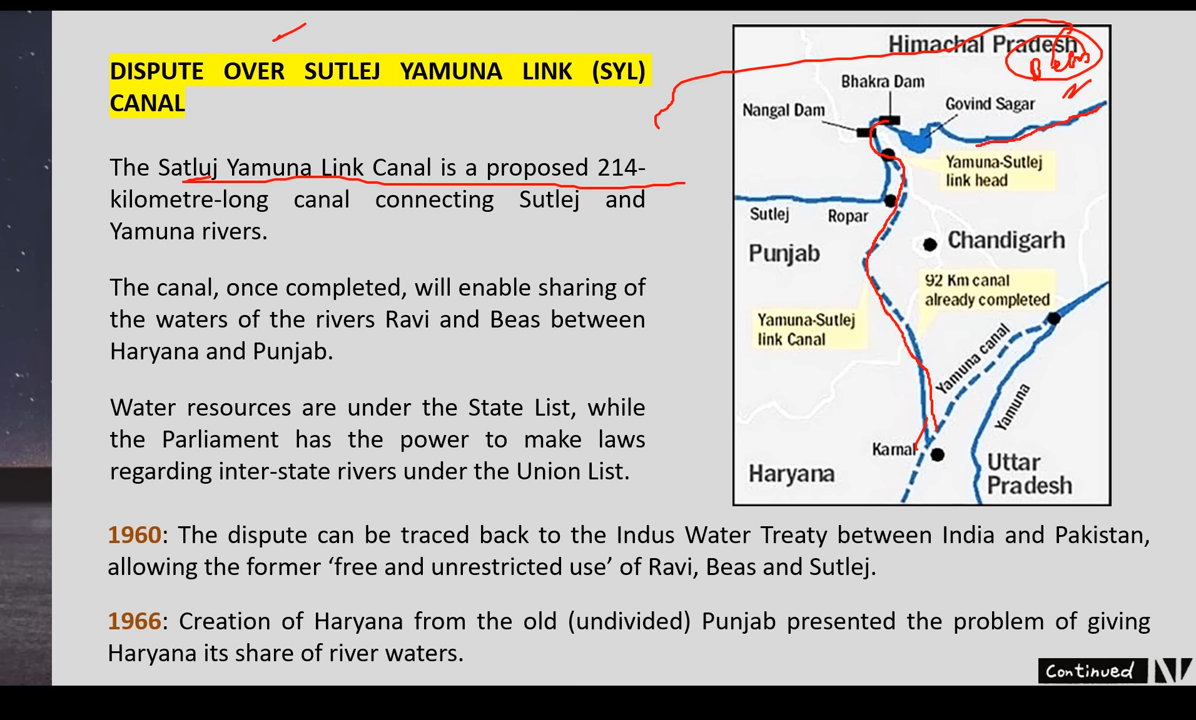 DISPUTE OVER SUTLEJ YAMUNA LINK (SYL)
CANAL
The Satluj Yamuna Link Canal is a proposed 214-
kilometre-long canal connecting Sutlej and
Yamuna rivers.
The canal, once completed, will enable sharing of
the waters of the rivers Ravi and Beas between
Haryana and Punjab.
Water resources are under the State List, while
the Parliament has the power to make laws
regarding inter-state rivers under the Union List.
Himachal Pradesh
Beas
Bhakra Dam
Nangal Dam
Govind Sagar
Yamuna-Sutlej
link head
Sutlej
Ropar
Chandigarh
Punjab
92 Km canal
already completed
Yamuna-Sutlej
link Canal
Yamuna canal
Yamuna
Karnal
Haryana
Uttar
Pradesh
1960: The dispute can be traced back to the Indus Water Treaty between India and Pakistan,
allowing the former ‘free and unrestricted use’ of Ravi, Beas and Sutlej.
1966: Creation of Haryana from the old (undivided) Punjab presented the problem of giving
Haryana its share of river waters.
Continued